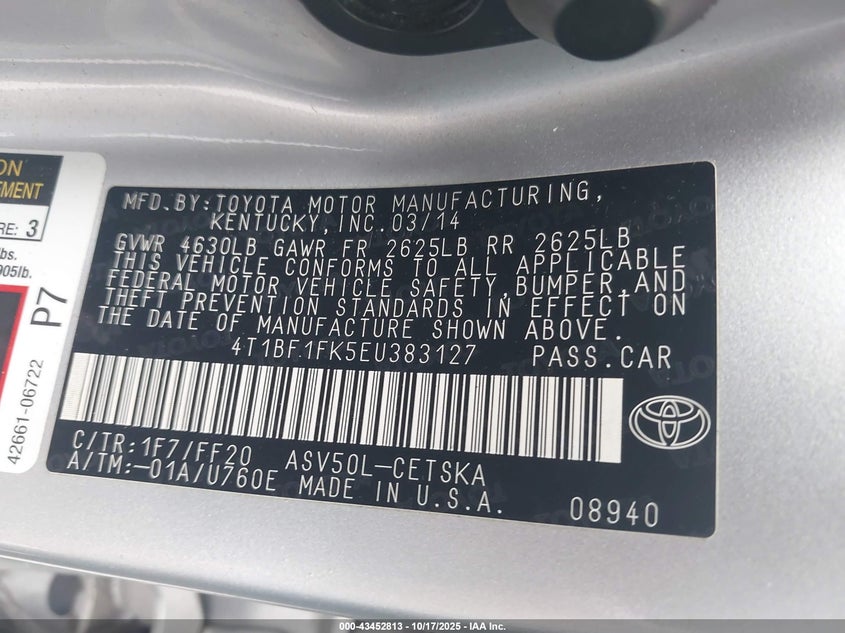 ON
EMENT
RE: 3
lbs.
905lb.
P7
42661-06722
MFD.BY:TOYOTA MOTOR MANUFACTURING,
KENTUCKY,INC.03/14
GVWR 4630LB GAWR FR 2625LB RR 2625LB
THIS VEHICLE CONFORMS TO ALL APPLICABLE
FEDERAL MOTOR VEHICLE SAFETY,BUMPER,AND
THEFT PREVENTION STANDARDS IN EFFECT ON
THE DATE OF MANUFACTURE SHOWN ABOVE.
4T1BF1FK5EU383127 PASS.CAR
C/TR:1F7/FF20 ASV50L-CETSKA
A/TM:-01A/U760E MADE IN U.S.A.
08940
000-43452813 - 10/17/2025 - IAA Inc.